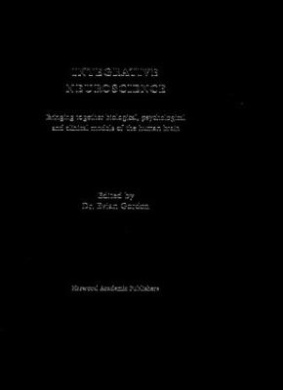 INTEGRATIVE
NEUROSCIENCE
Bringing together biological, psychological
and clinical models of the human brain
Edited by
Dr. Evian Gordon
Harwood Academic Publishers